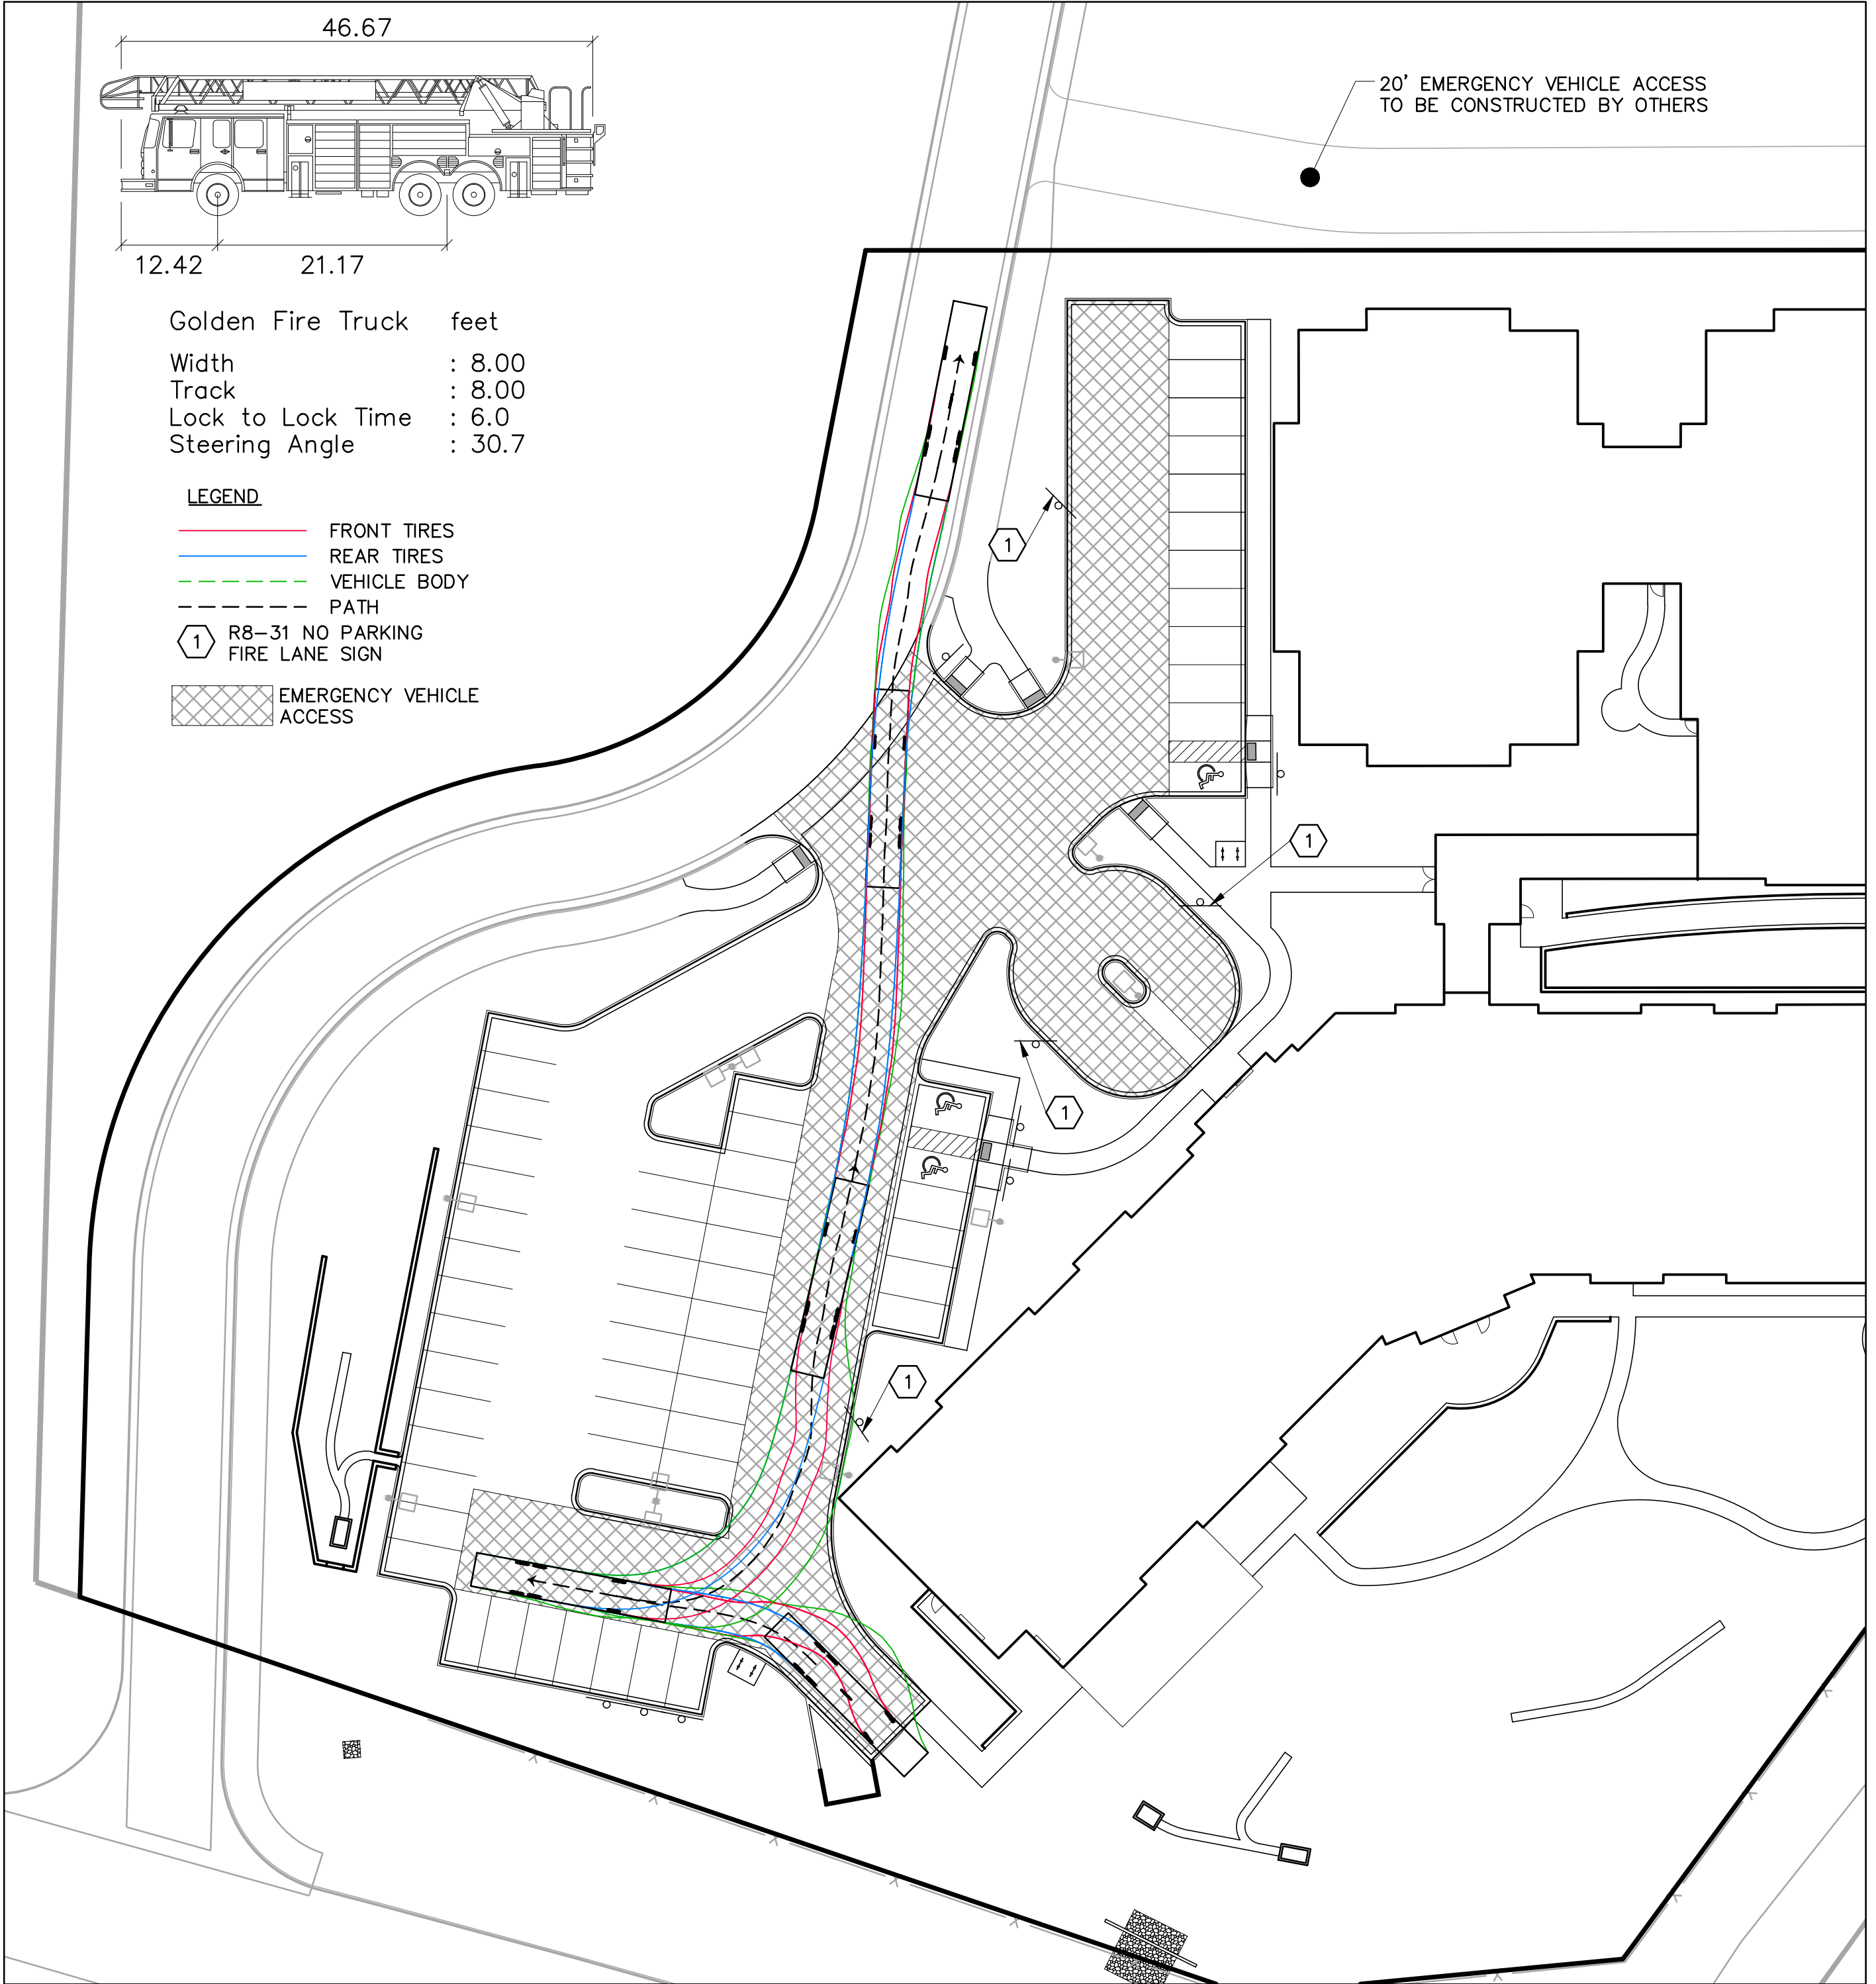 46.67
20' EMERGENCY VEHICLE ACCESS
TO BE CONSTRUCTED BY OTHERS
12.42
21.17
Golden Fire Truck feet
Width : 8.00
Track : 8.00
Lock to Lock Time : 6.0
Steering Angle : 30.7
LEGEND
FRONT TIRES
REAR TIRES
VEHICLE BODY
PATH
1 R8-31 NO PARKING
FIRE LANE SIGN
EMERGENCY VEHICLE
ACCESS
1
1
1
1